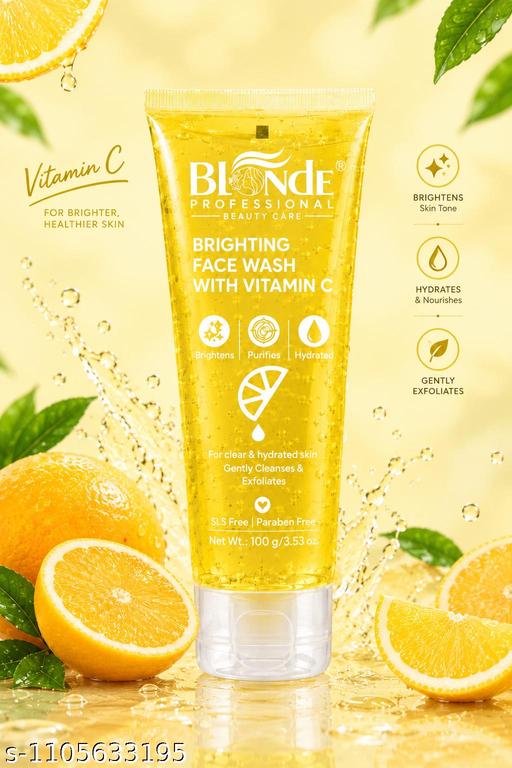 Vitamin C
FOR BRIGHTER,
HEALTHIER SKIN
BLONDE®
PROFESSIONAL
BEAUTY CARE
BRIGHTING
FACE WASH
WITH VITAMIN C
Brightens | Purifies | Hydrated
For clear & hydrated skin
Gently Cleanses &
Exfoliates
SLS Free | Paraben Free
Net Wt.: 100 g/3.53 oz.
BRIGHTENS
Skin Tone
HYDRATES
& Nourishes
GENTLY
EXFOLIATES
s-1105633195